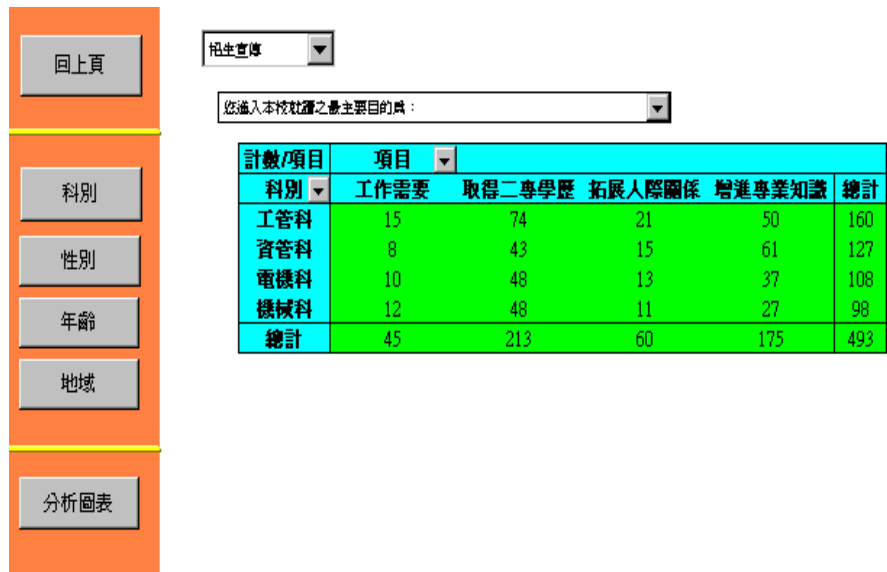 回上頁
科別
性別
年齡
地域
分析圖表
招生宣傳
您進入本校就讀之最主要目的為：
計數/項目 項目
科別 工作需要 取得二專學歷 拓展人際關係 增進專業知識 總計
工管科 15 74 21 50 160
資管科 8 43 15 61 127
電機科 10 48 13 37 108
機械科 12 48 11 27 98
總計 45 213 60 175 493